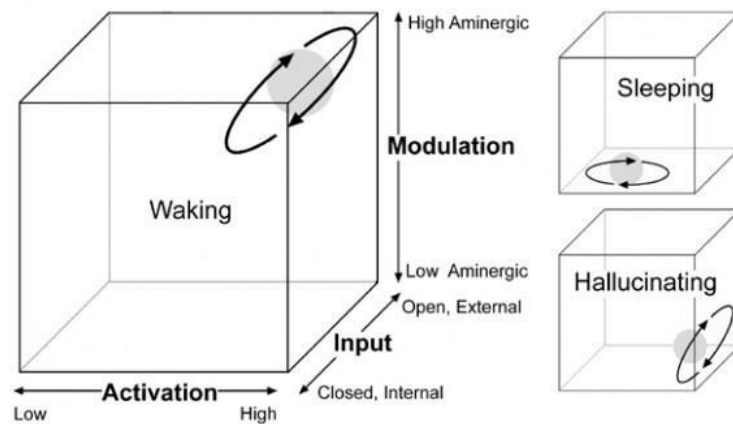 High Aminergic
Modulation
Waking
Low Aminergic
Open, External
Input
Activation
Closed, Internal
Low
High
Sleeping
Hallucinating